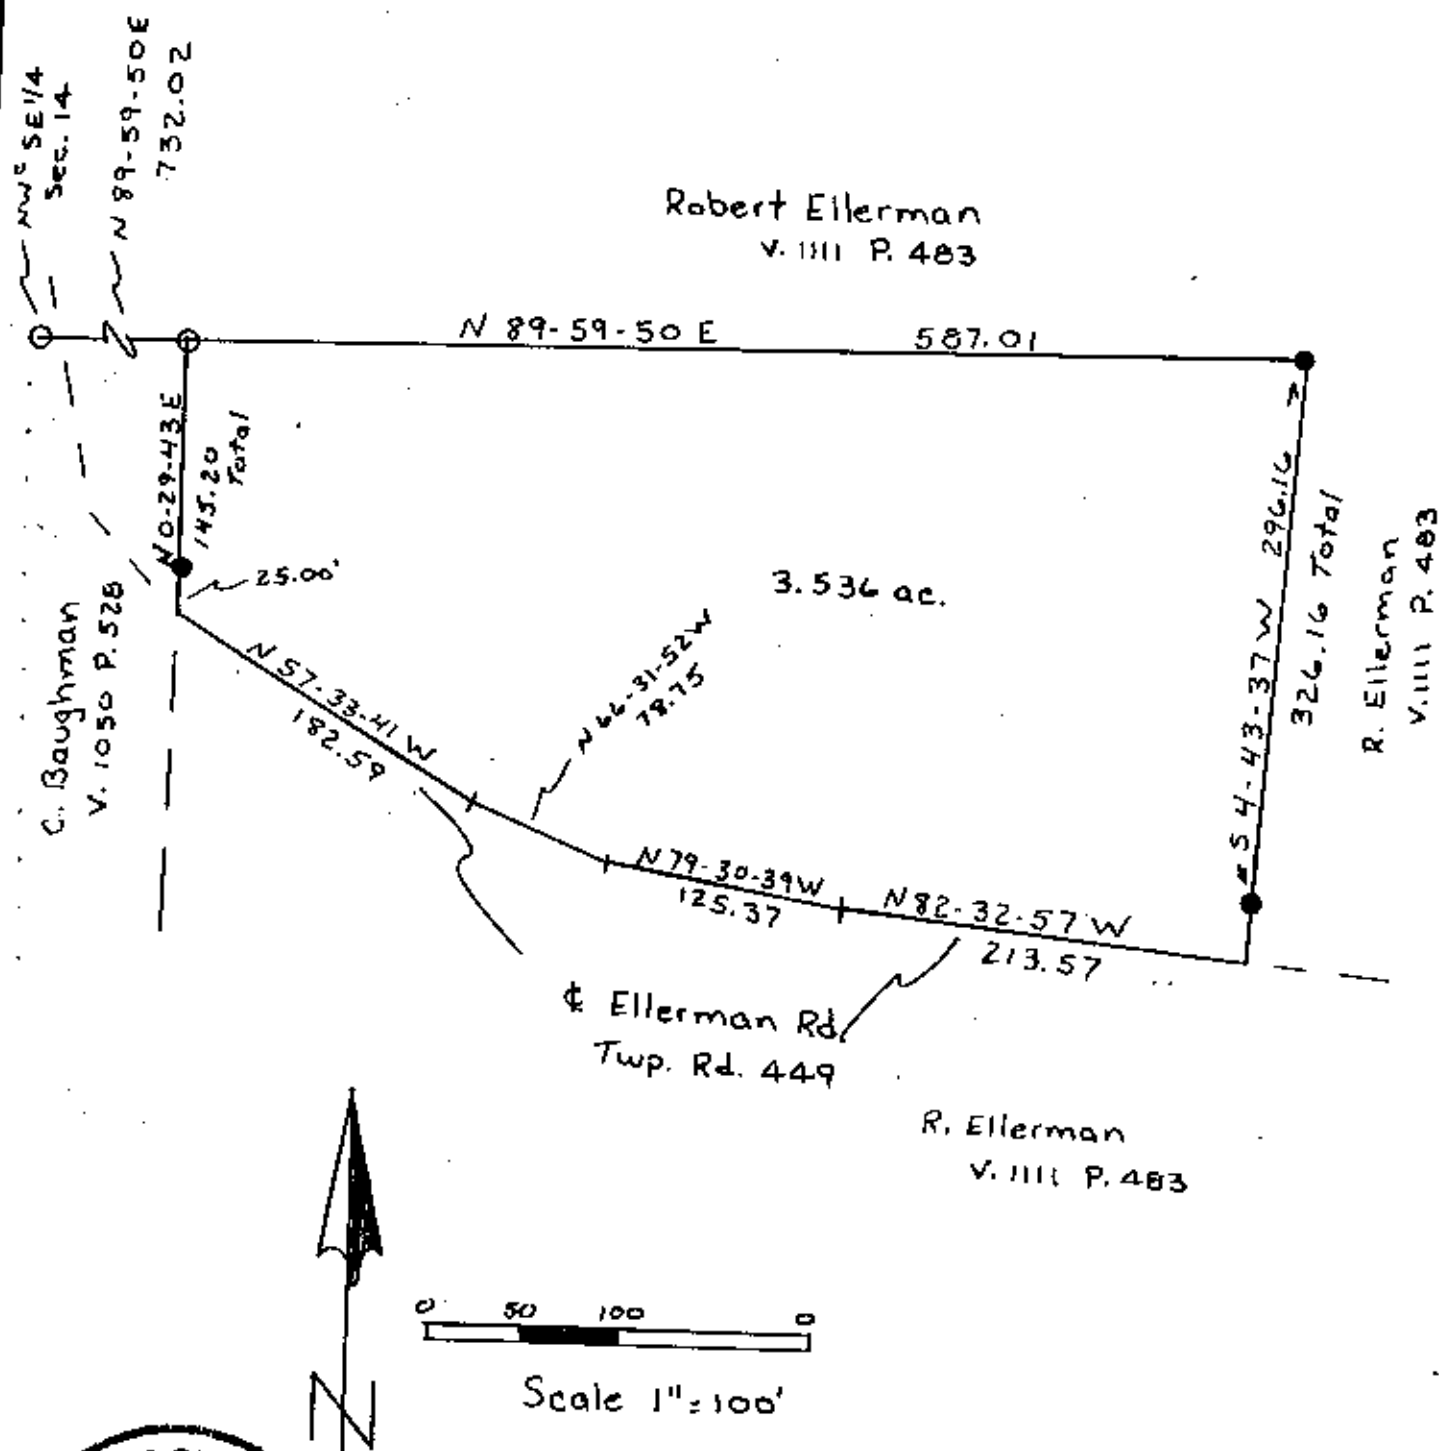 NWC SE 1/4
Sec. 14
N 89-59-50E
732.02
Robert Ellerman
V. 1111 P. 483
N 89-59-50 E 587.01
N 0-29-43 E
145.20
Total
25.00'
3.536 ac.
S 4-43-37 W 296.16
326.16 Total
R. Ellerman
V. 1111 P. 483
C. Baughman
V. 1050 P. 528
N 57-33-41 W
182.59
N 66-31-52 W
78.75
N 79-30-39 W
125.37
N 82-32-57 W
213.57
℄ Ellerman Rd.
Twp. Rd. 449
R. Ellerman
V. 1111 P. 483
0 50 100 0
Scale 1" = 100'
N